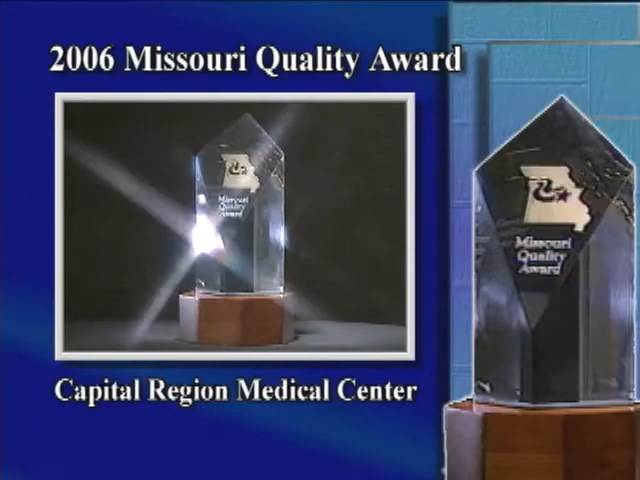 2006 Missouri Quality Award
Missouri
Quality
Award
Missouri
Quality
Award
Capital Region Medical Center